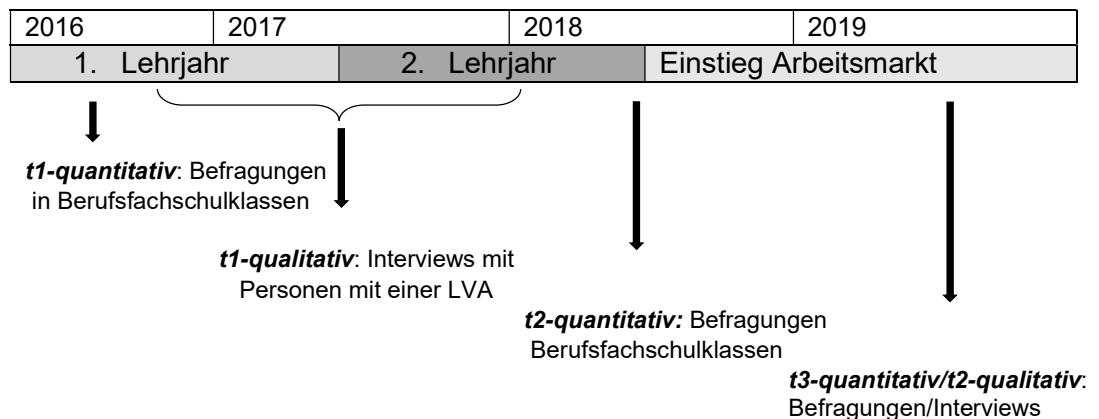 2016 2017 2018 2019
1. Lehrjahr 2. Lehrjahr Einstieg Arbeitsmarkt
t1-quantitativ: Befragungen
in Berufsfachschulklassen
t1-qualitativ: Interviews mit
Personen mit einer LVA
t2-quantitativ: Befragungen
Berufsfachschulklassen
t3-quantitativ/t2-qualitativ:
Befragungen/Interviews